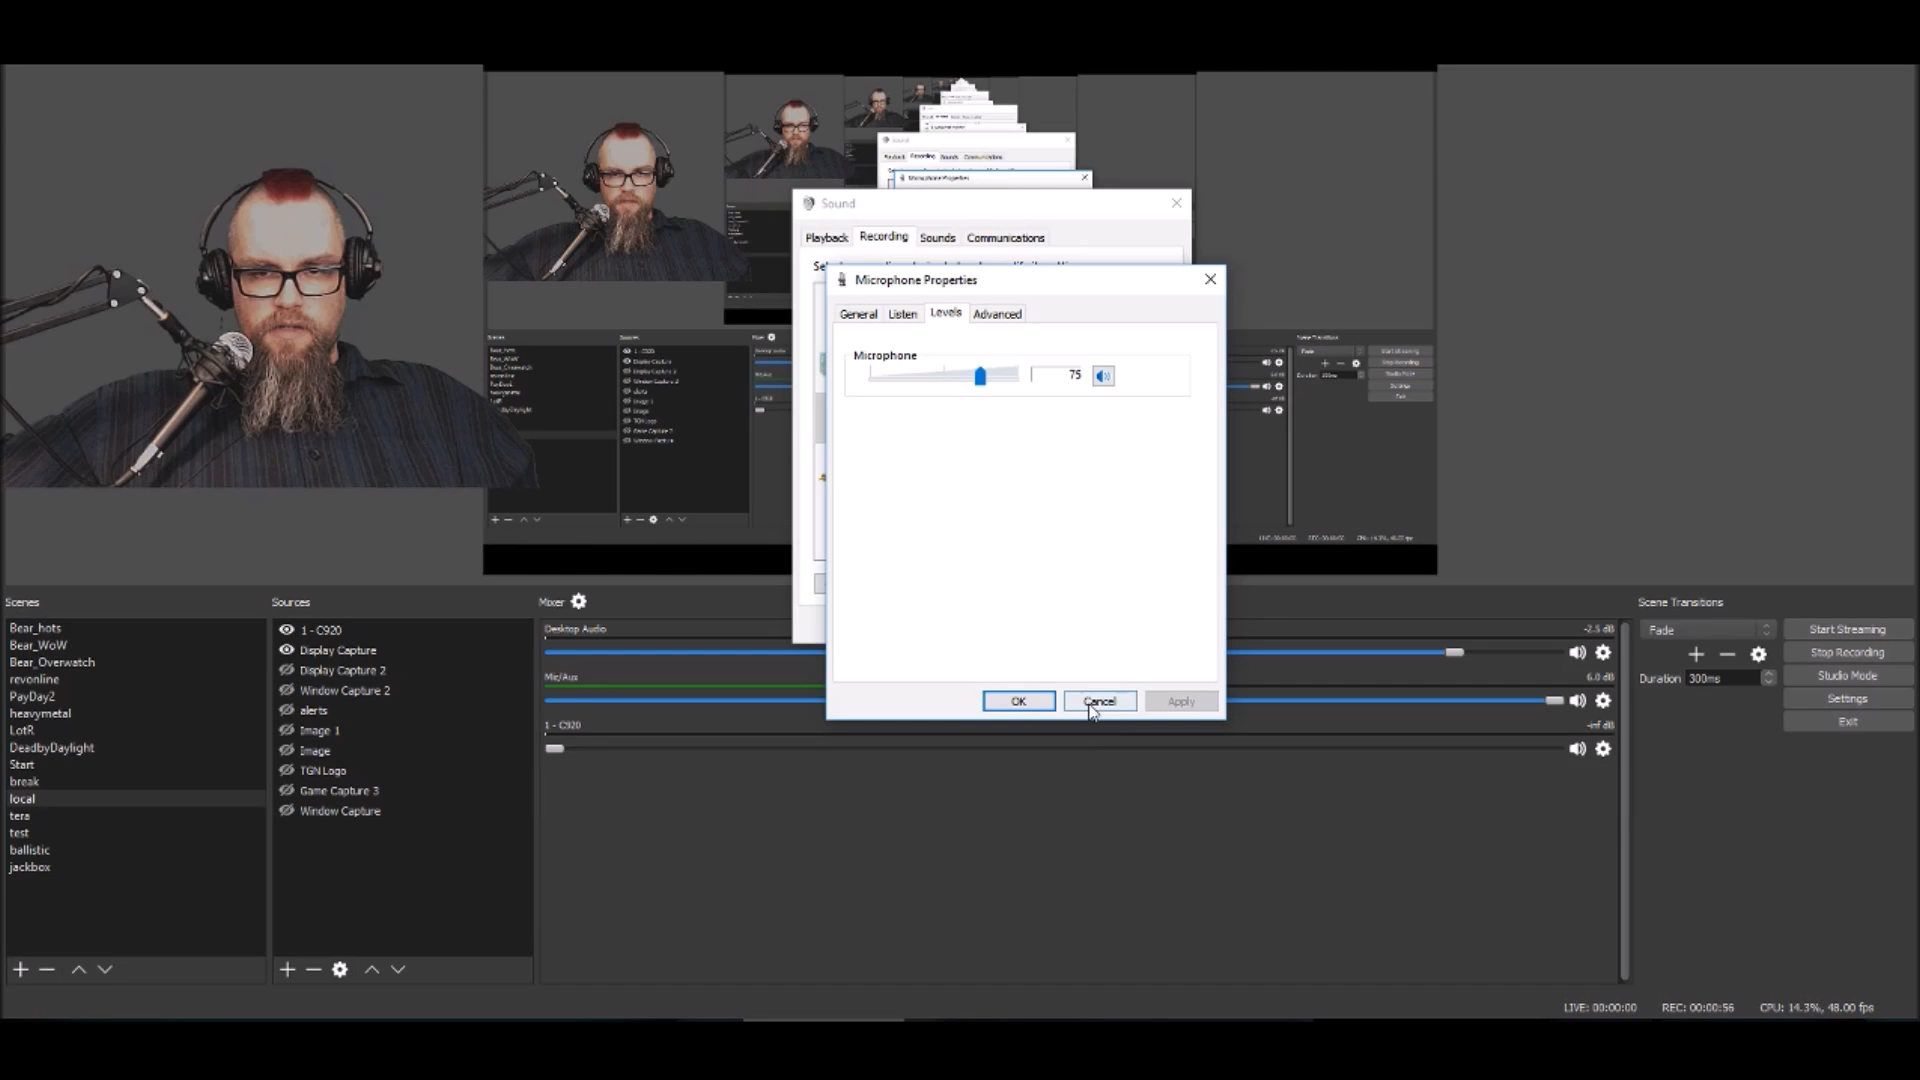 Sound
Playback Recording Sounds Communications
Microphone Properties
General Listen Levels Advanced
Microphone
75
OK Cancel Apply
Scenes
Bear_hots
Bear_WoW
Bear_Overwatch
revonline
PayDay2
heavymetal
LotR
DeadbyDaylight
Start
break
local
tera
test
ballistic
jackbox
Sources
1 - C920
Display Capture
Display Capture 2
Window Capture 2
alerts
Image 1
Image
TGN Logo
Game Capture 3
Window Capture
Mixer
Desktop Audio -2.5 dB
Mic/Aux 6.0 dB
1 - C920 -inf dB
Scene Transitions
Fade
Duration 300ms
Start Streaming
Stop Recording
Studio Mode
Settings
Exit
LIVE: 00:00:00 REC: 00:00:56 CPU: 14.3%, 48.00 fps